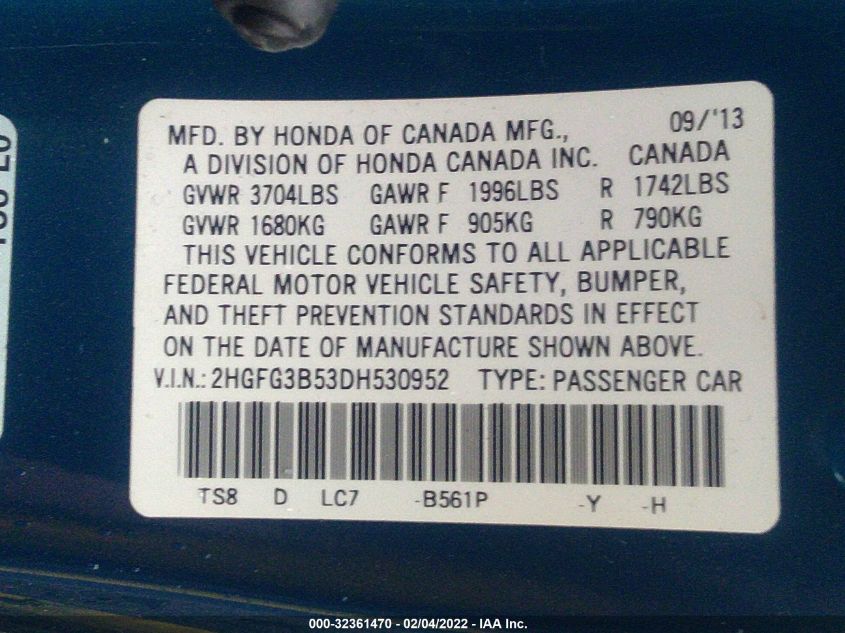 09/'13
MFD. BY HONDA OF CANADA MFG.,
A DIVISION OF HONDA CANADA INC. CANADA
GVWR 3704LBS GAWR F 1996LBS R 1742LBS
GVWR 1680KG GAWR F 905KG R 790KG
THIS VEHICLE CONFORMS TO ALL APPLICABLE
FEDERAL MOTOR VEHICLE SAFETY, BUMPER,
AND THEFT PREVENTION STANDARDS IN EFFECT
ON THE DATE OF MANUFACTURE SHOWN ABOVE.
V.I.N.: 2HGFG3B53DH530952 TYPE: PASSENGER CAR
TS8 D LC7 -B561P -Y -H
000-32361470 - 02/04/2022 - IAA Inc.